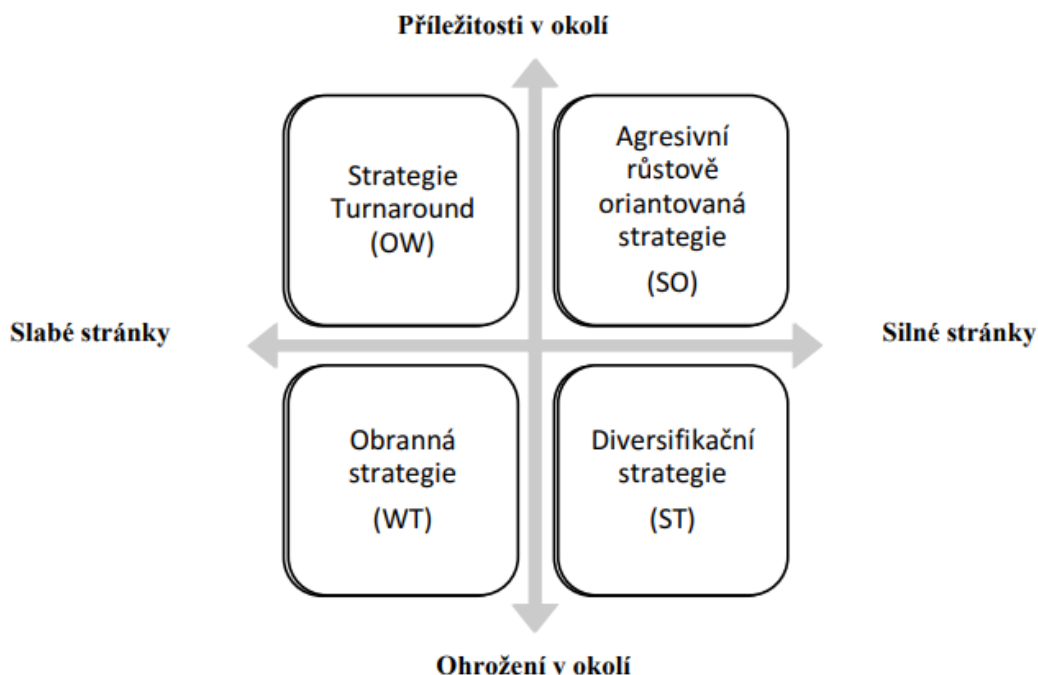 Příležitosti v okolí
Strategie
Turnaround
(OW)
Agresivní
růstově
oriantovaná
strategie
(SO)
Slabé stránky
Silné stránky
Obranná
strategie
(WT)
Diversifikační
strategie
(ST)
Ohrožení v okolí